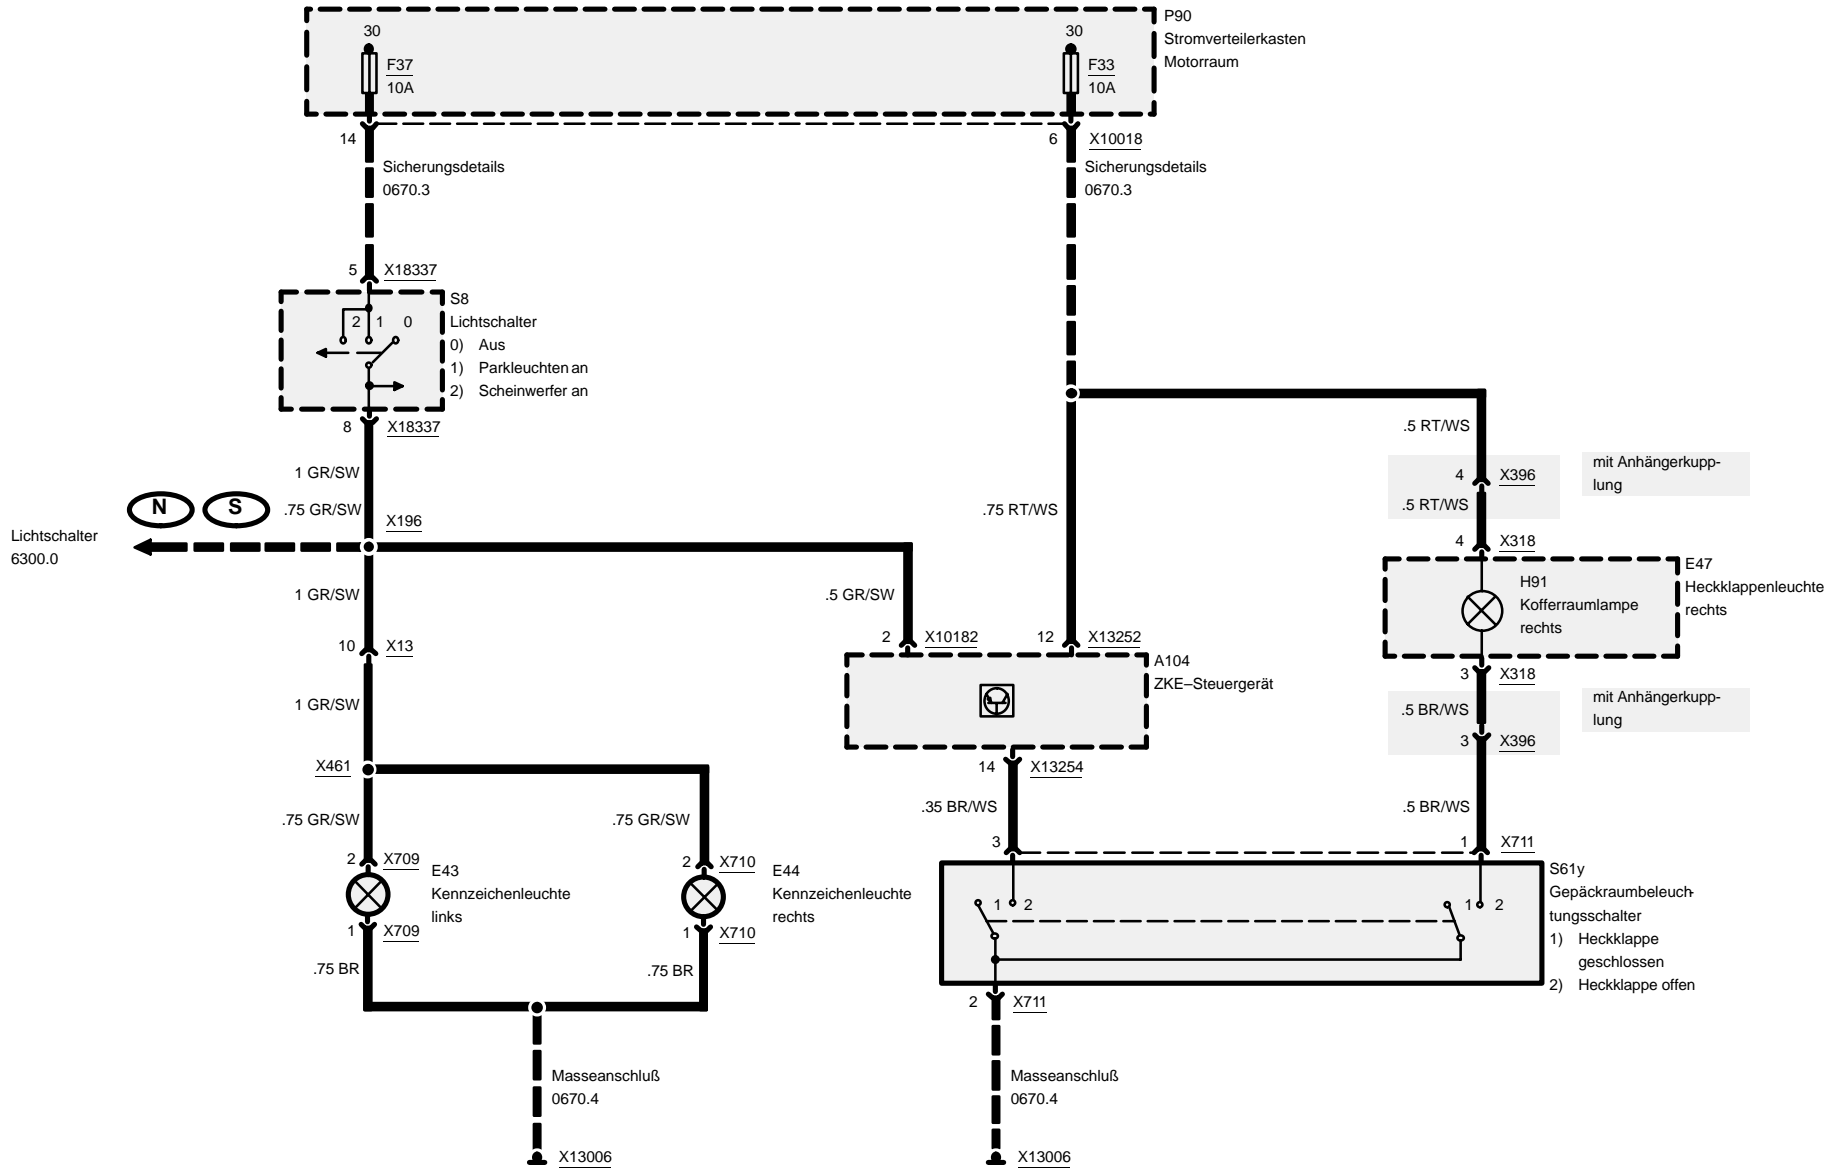 P90
Stromverteilerkasten
Motorraum
30
F37
10A
30
F33
10A
14
6
X10018
Sicherungsdetails
0670.3
Sicherungsdetails
0670.3
5
X18337
S8
Lichtschalter
0) Aus
1) Parkleuchten an
2) Scheinwerfer an
2 1 0
8
X18337
1 GR/SW
N
S
.75 GR/SW
X196
Lichtschalter
6300.0
1 GR/SW
.5 GR/SW
.75 RT/WS
.5 RT/WS
4
X396
mit Anhängerkupp-
lung
.5 RT/WS
4
X318
E47
Heckklappenleuchte
rechts
H91
Kofferraumlampe
rechts
10
X13
2
X10182
12
X13252
A104
ZKE–Steuergerät
3
X318
1 GR/SW
.5 BR/WS
mit Anhängerkupp-
lung
3
X396
X461
14
X13254
.75 GR/SW
.75 GR/SW
.35 BR/WS
.5 BR/WS
3
1
X711
2
X709
E43
Kennzeichenleuchte
links
2
X710
E44
Kennzeichenleuchte
rechts
S61y
Gepäckraumbeleuch-
tungsschalter
1) Heckklappe
geschlossen
2) Heckklappe offen
1 2
1 2
1
X709
1
X710
.75 BR
.75 BR
2
X711
Masseanschluß
0670.4
Masseanschluß
0670.4
X13006
X13006